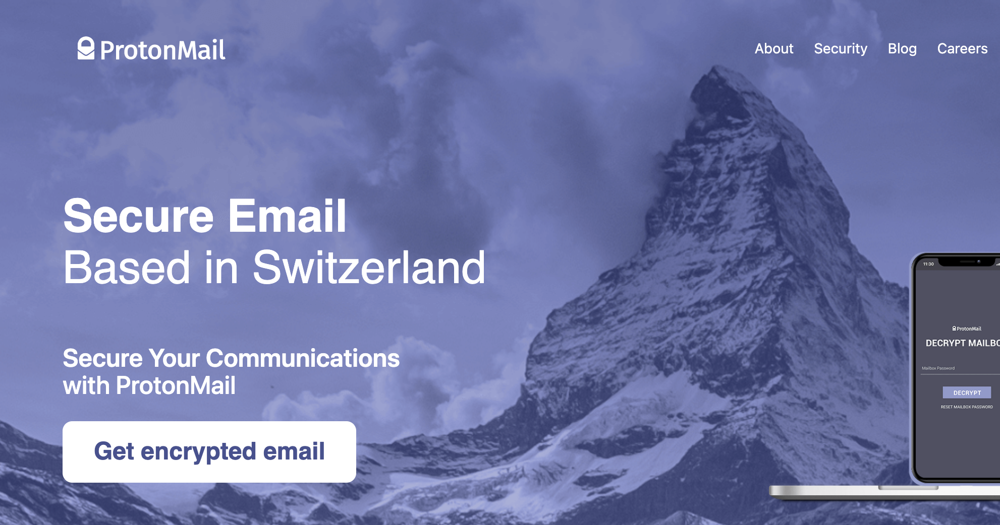 ProtonMail
About Security Blog Careers
Secure Email
Based in Switzerland
Secure Your Communications
with ProtonMail
Get encrypted email
11:30
ProtonMail
DECRYPT
Mailbox Password
DECRYPT
RESET MAILBOX PASSWORD